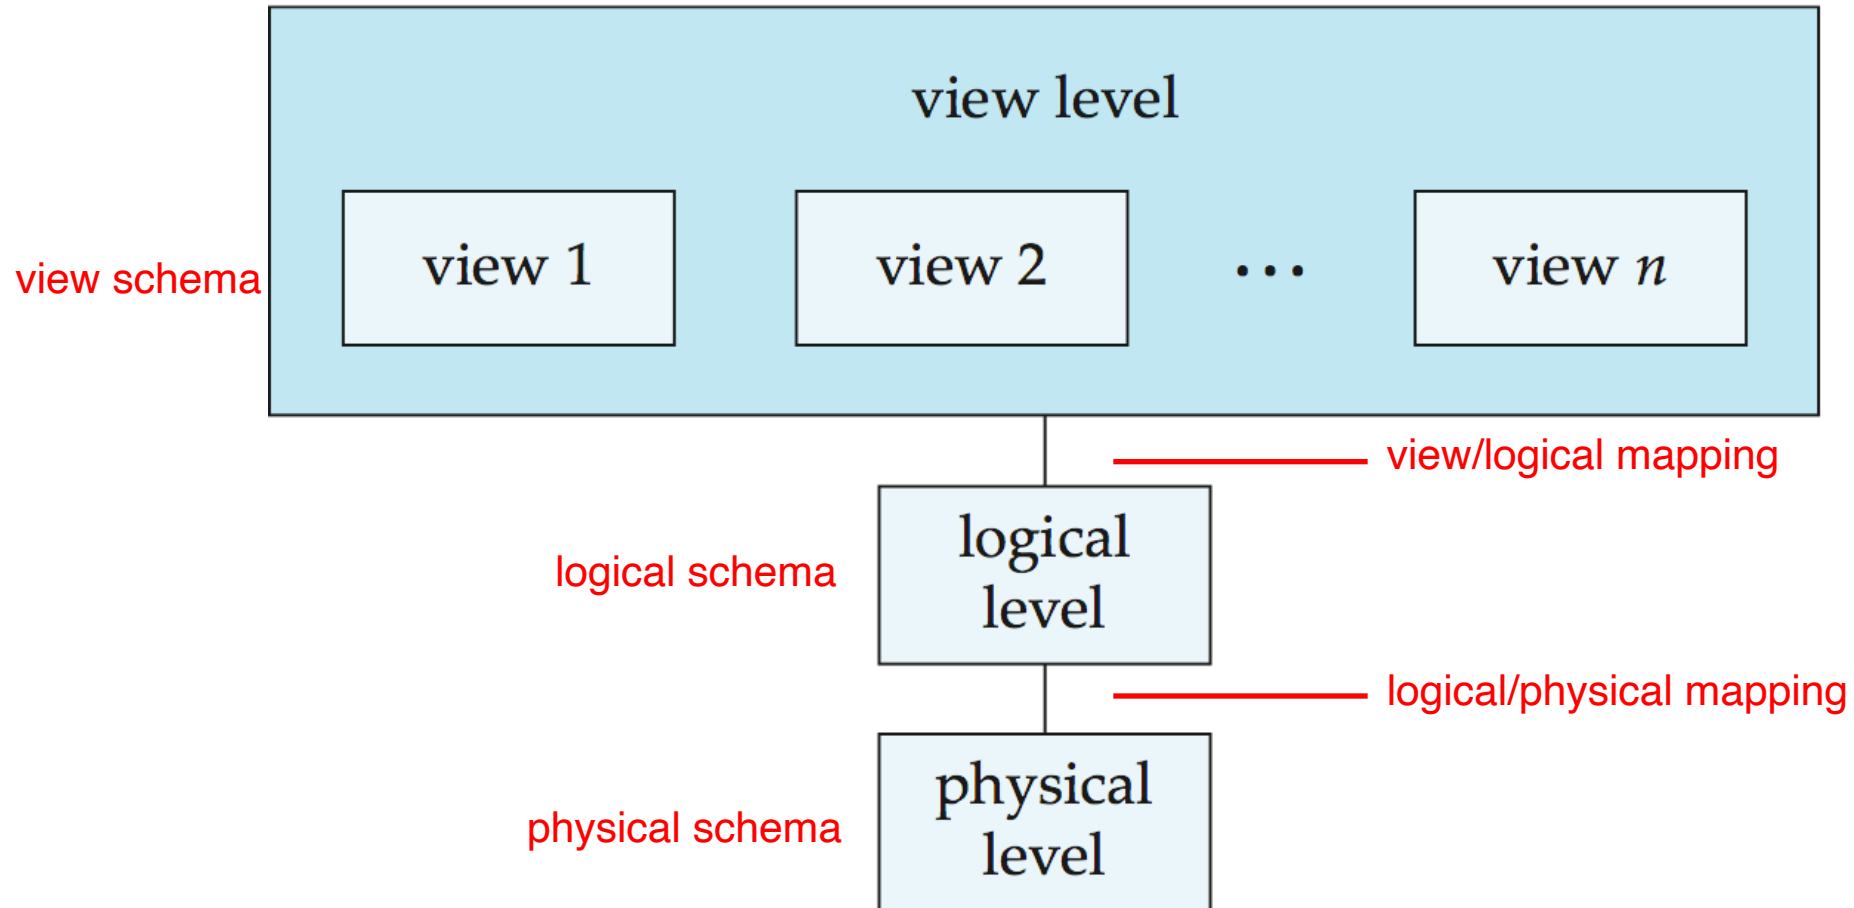 view level
view schema
view 1
view 2
...
view n
view/logical mapping
logical
level
logical schema
logical/physical mapping
physical
level
physical schema